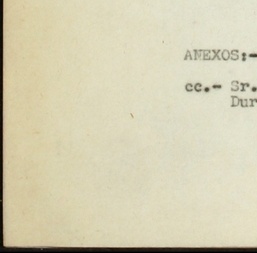 ANEXOS:-
cc.- Sr.
Dur